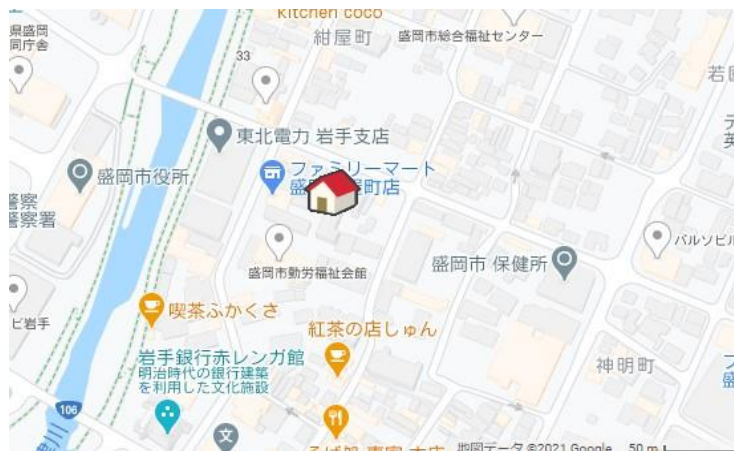 kitchen coco
県盛岡
同庁舎
紺屋町
盛岡市総合福祉センター
33
東北電力 岩手支店
盛岡市役所
ファミリーマート
盛岡
屋町店
警察
警察署
盛岡市勤労福祉会館
盛岡市 保健所
バルソビル
喫茶ふかくさ
ビ岩手
紅茶の店しゅん
岩手銀行赤レンガ館
明治時代の銀行建築
を利用した文化施設
神明町
106
文
地図データ ©2021 Google
50 m